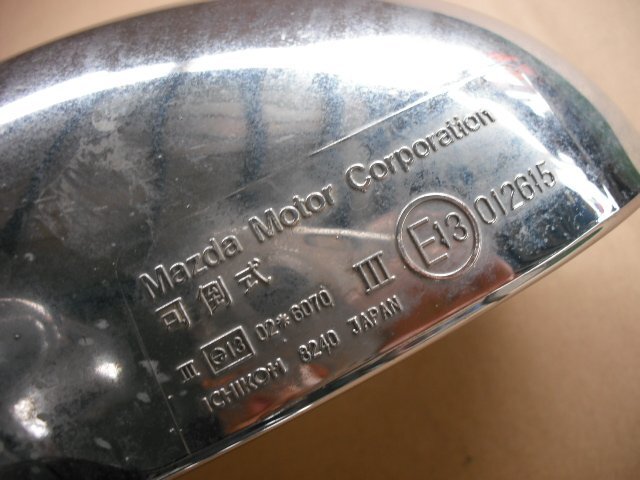 Mazda Motor Corporation
可倒式 III E13 012615
III e13 02*6070
ICHIKOH 8240 JAPAN